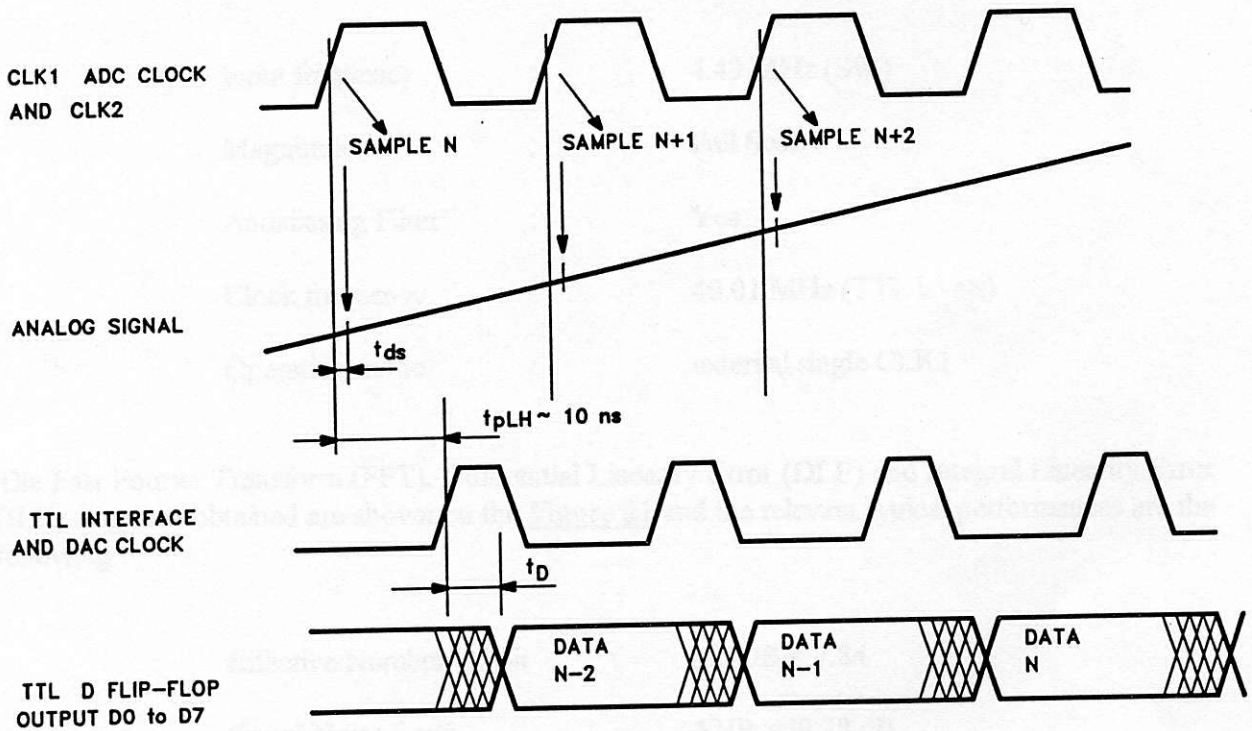 CLK1 ADC CLOCK
AND CLK2
SAMPLE N
SAMPLE N+1
SAMPLE N+2
ANALOG SIGNAL
tds
tpLH ~ 10 ns
TTL INTERFACE
AND DAC CLOCK
tD
DATA
N-2
DATA
N-1
DATA
N
TTL D FLIP-FLOP
OUTPUT D0 to D7